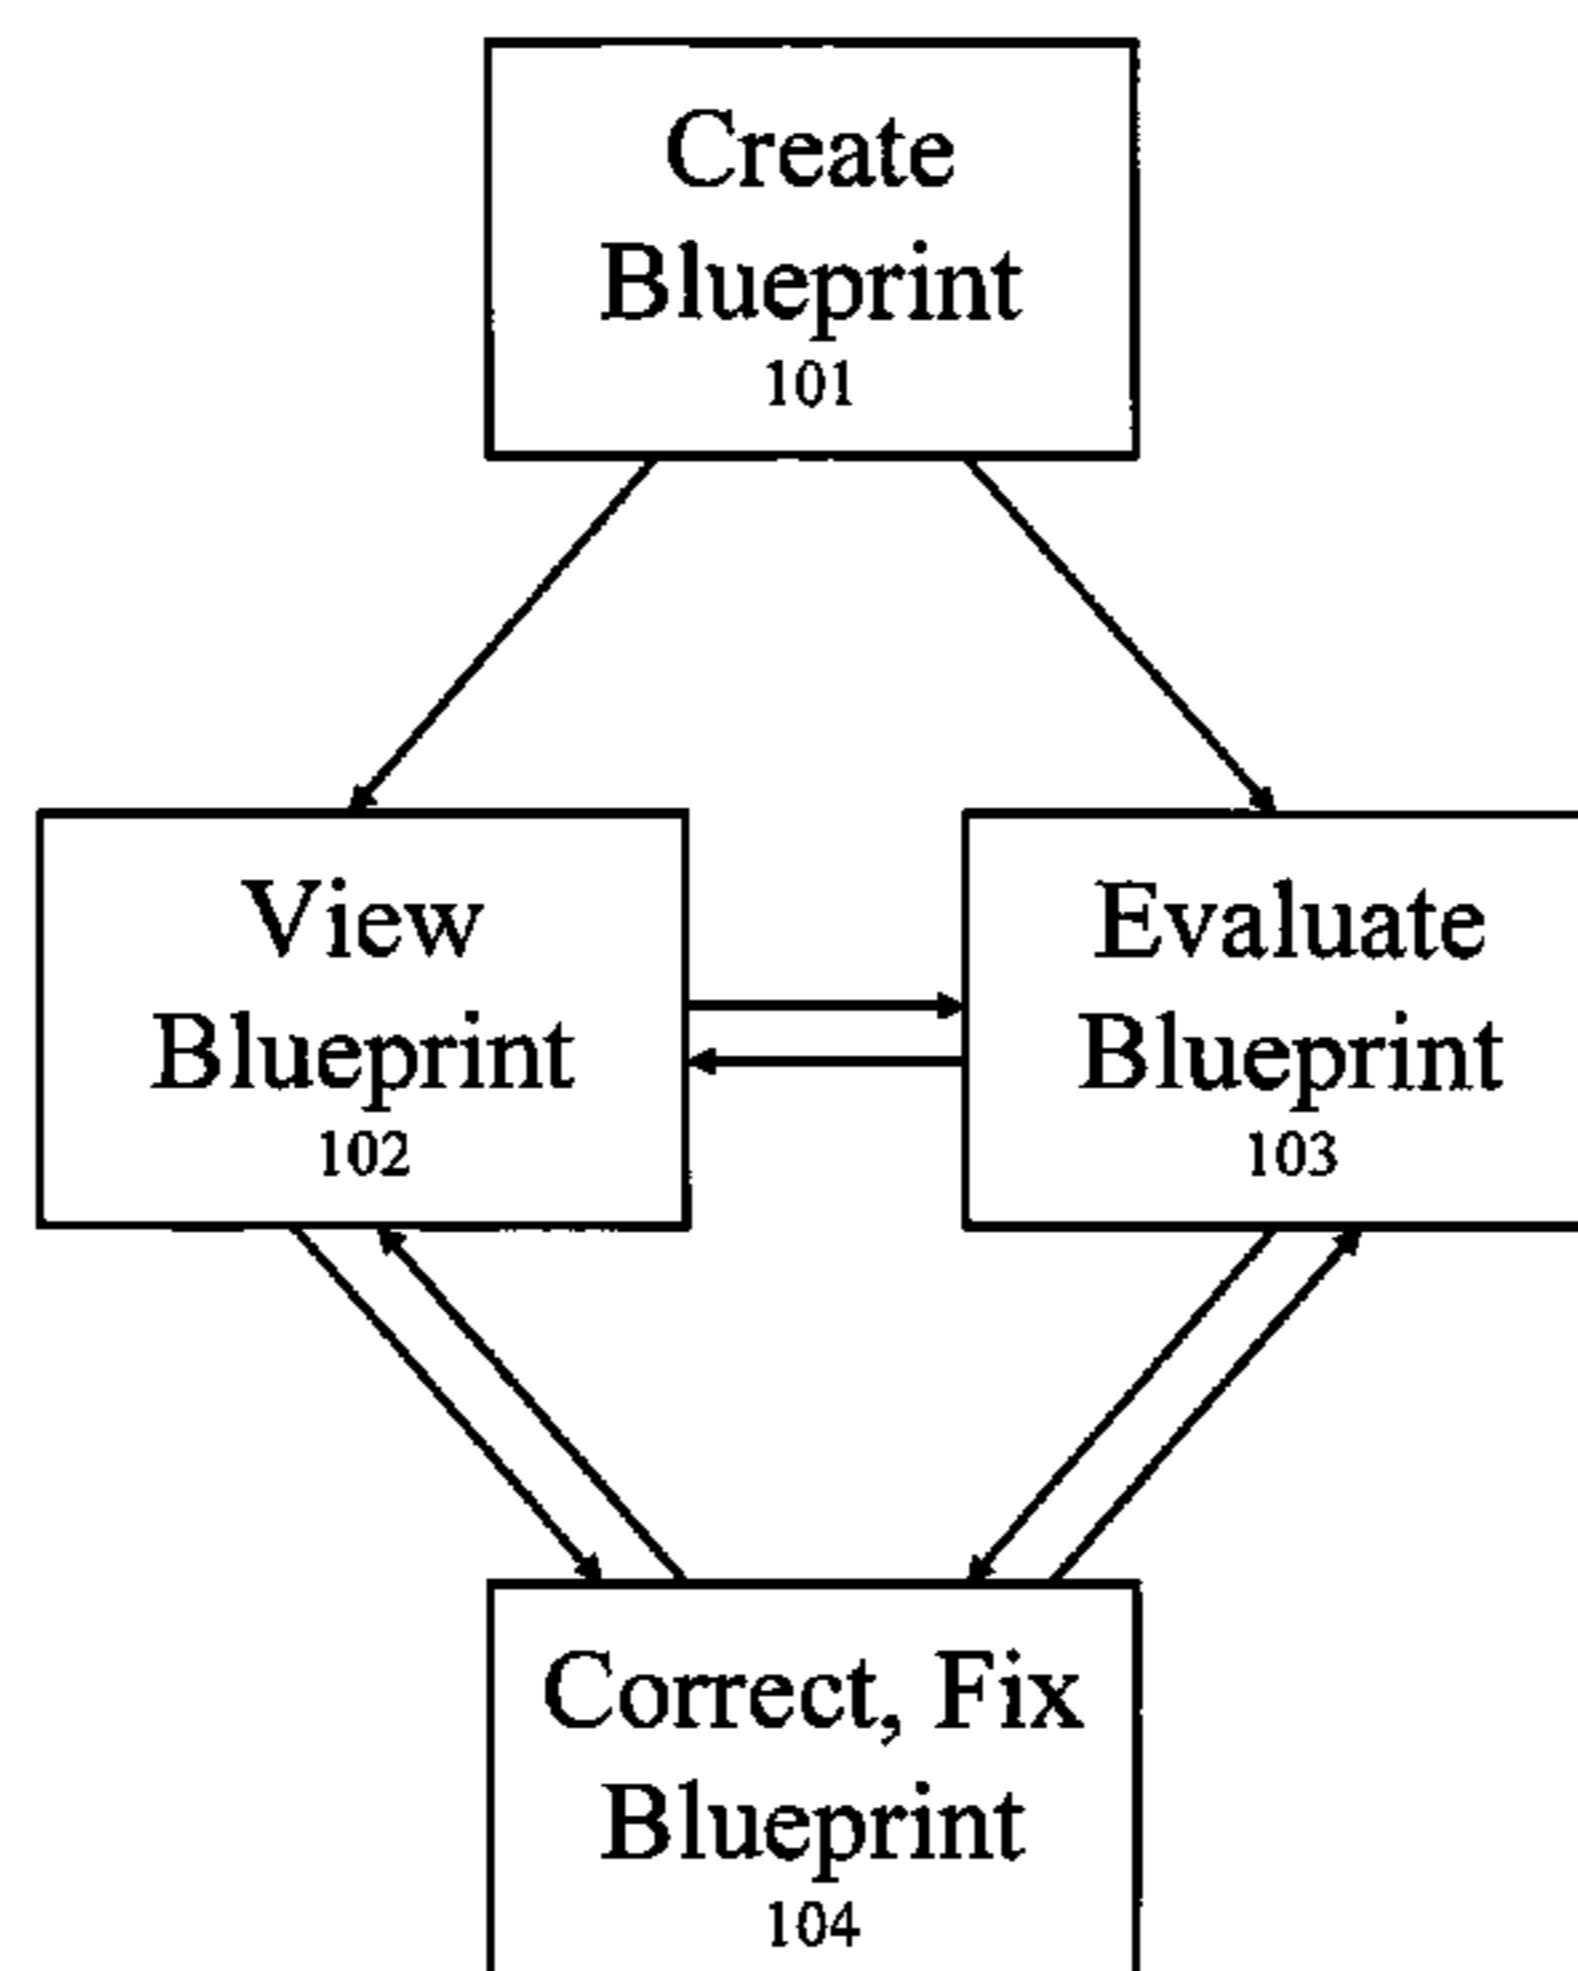 Create
Blueprint
101
View
Blueprint
102
Evaluate
Blueprint
103
Correct, Fix
Blueprint
104